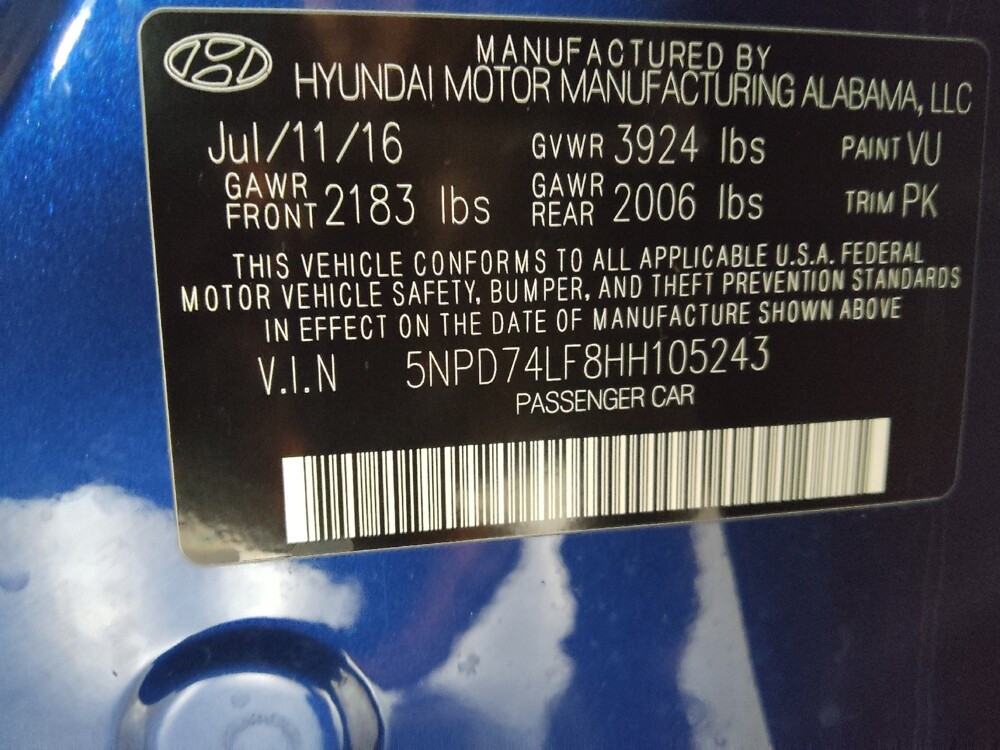 MANUFACTURED BY
HYUNDAI MOTOR MANUFACTURING ALABAMA, LLC
Jul/11/16 GVWR 3924 lbs PAINT VU
GAWR FRONT 2183 lbs GAWR REAR 2006 lbs TRIM PK
THIS VEHICLE CONFORMS TO ALL APPLICABLE U.S.A. FEDERAL
MOTOR VEHICLE SAFETY, BUMPER, AND THEFT PREVENTION STANDARDS
IN EFFECT ON THE DATE OF MANUFACTURE SHOWN ABOVE
V.I.N 5NPD74LF8HH105243
PASSENGER CAR